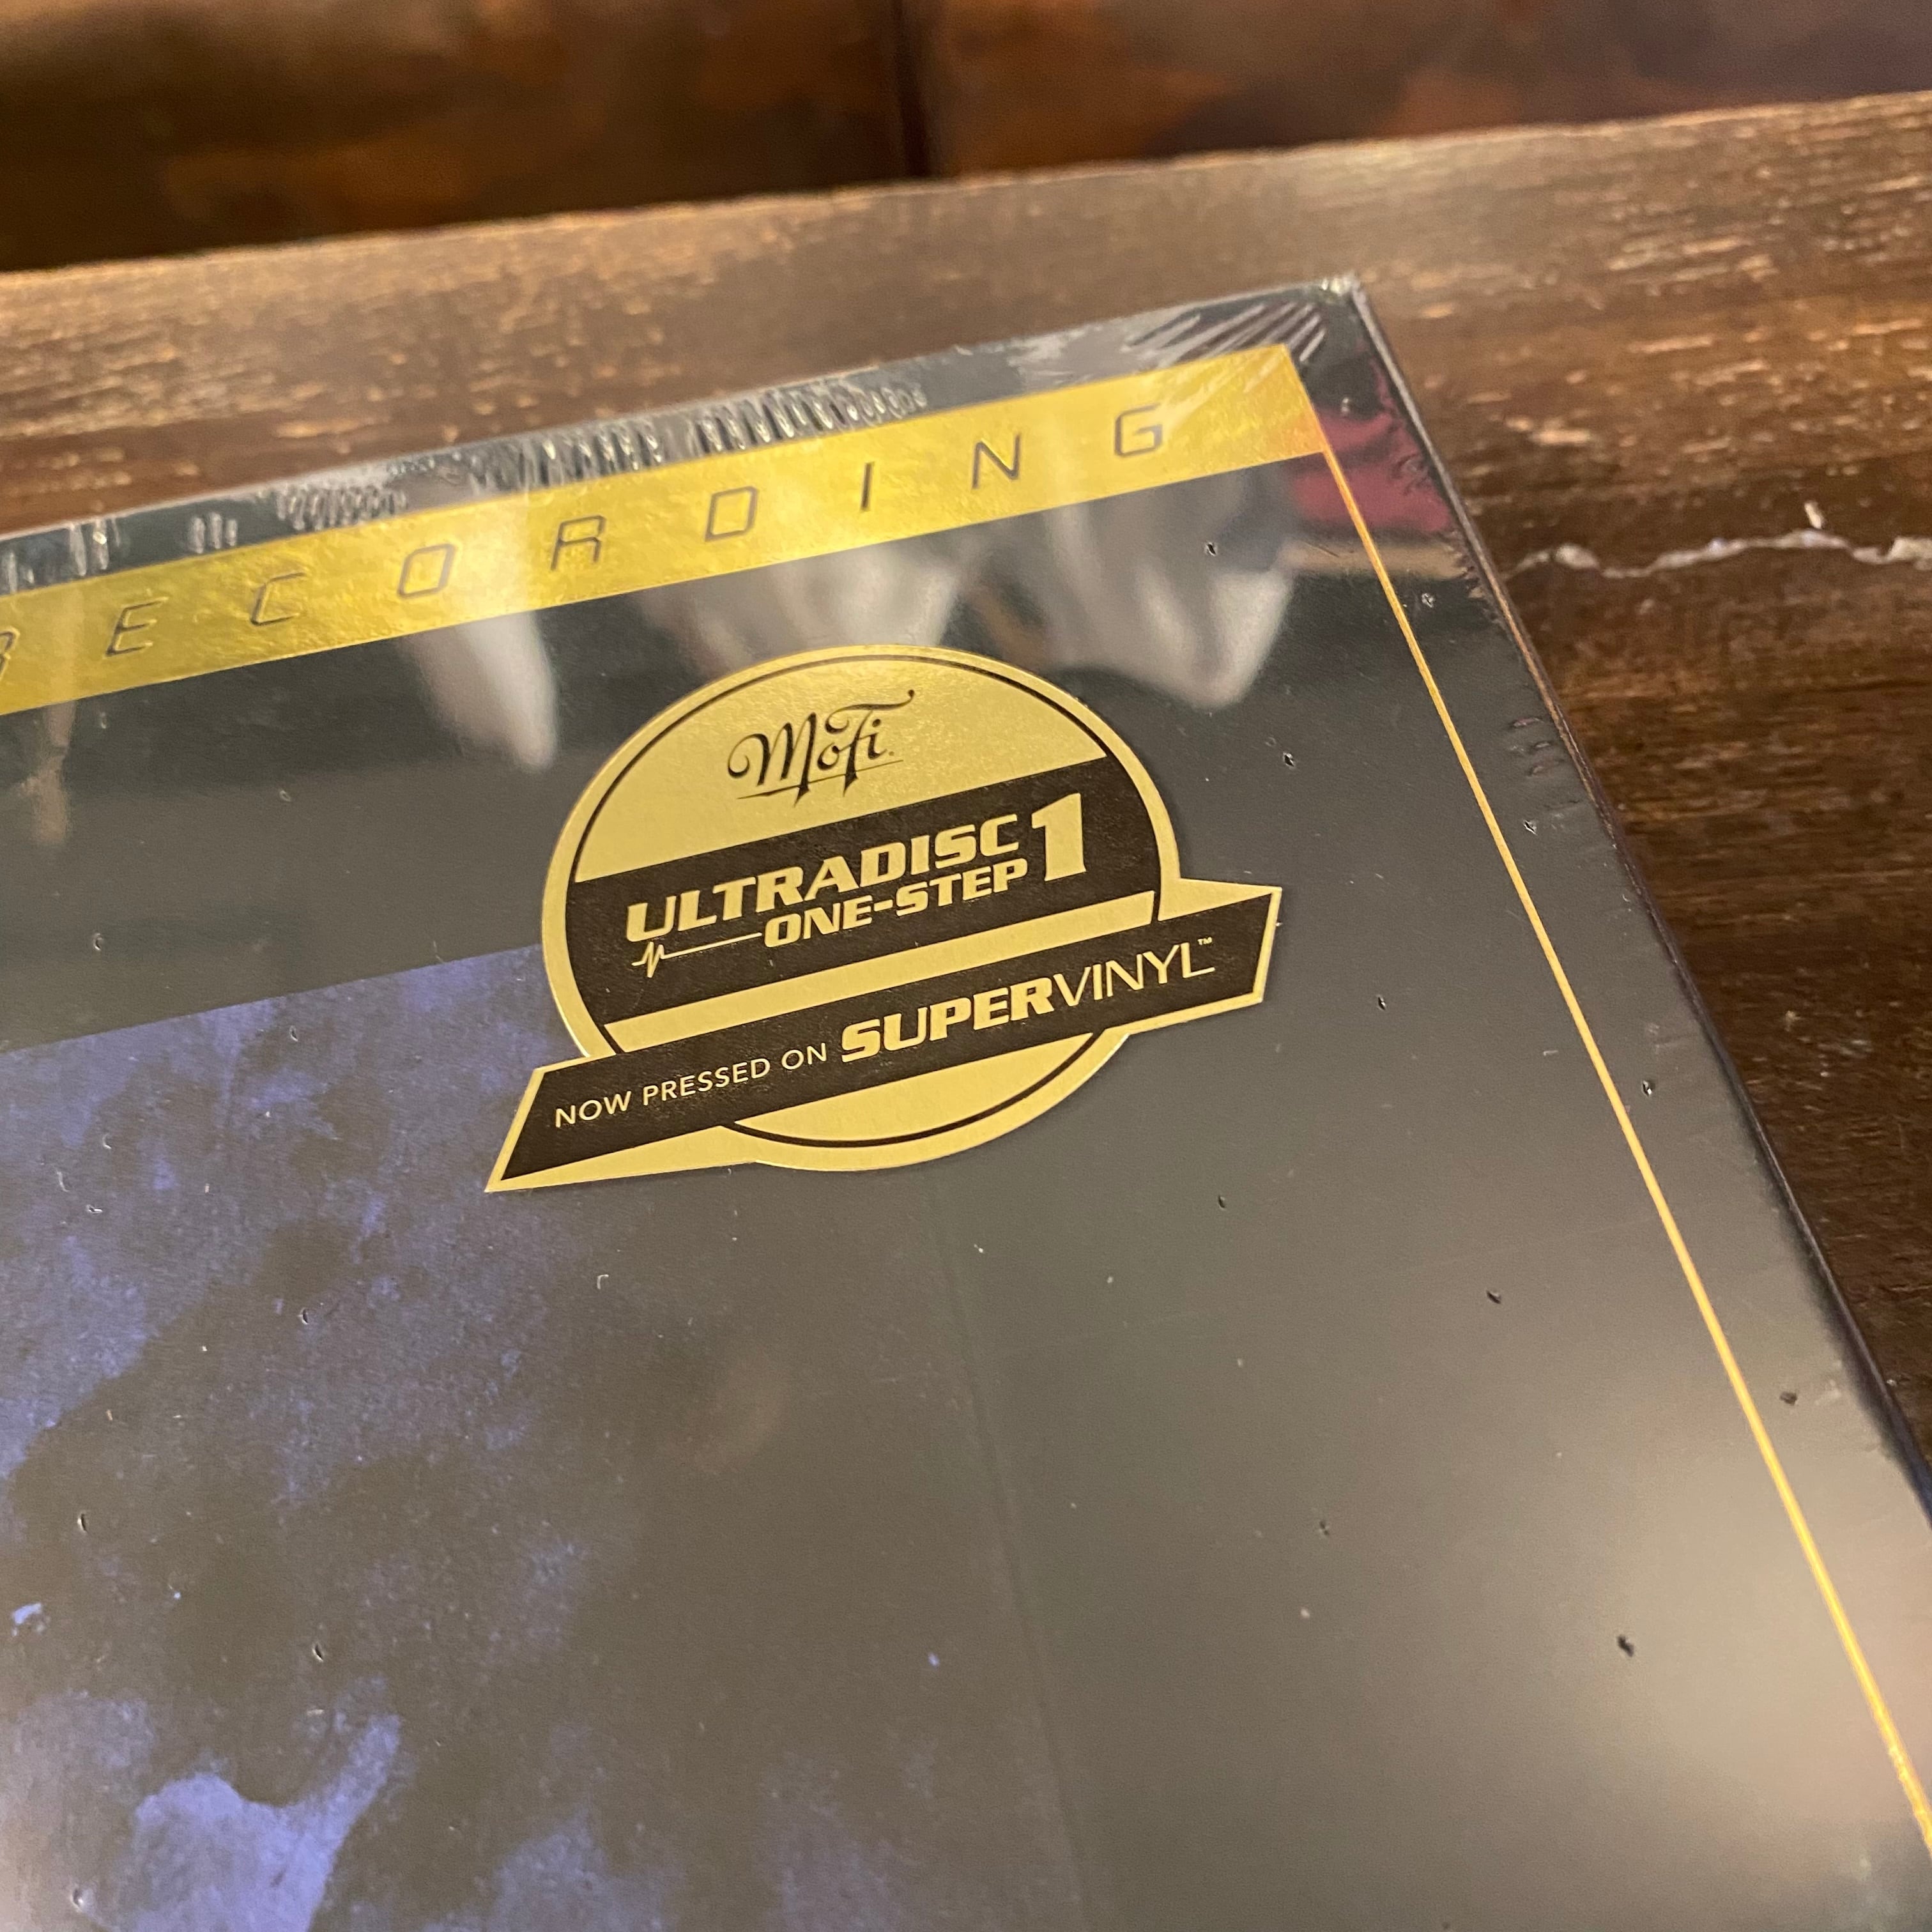 RECORDING
MoFi
ULTRADISC 1
ONE-STEP
NOW PRESSED ON SUPERVINYL™